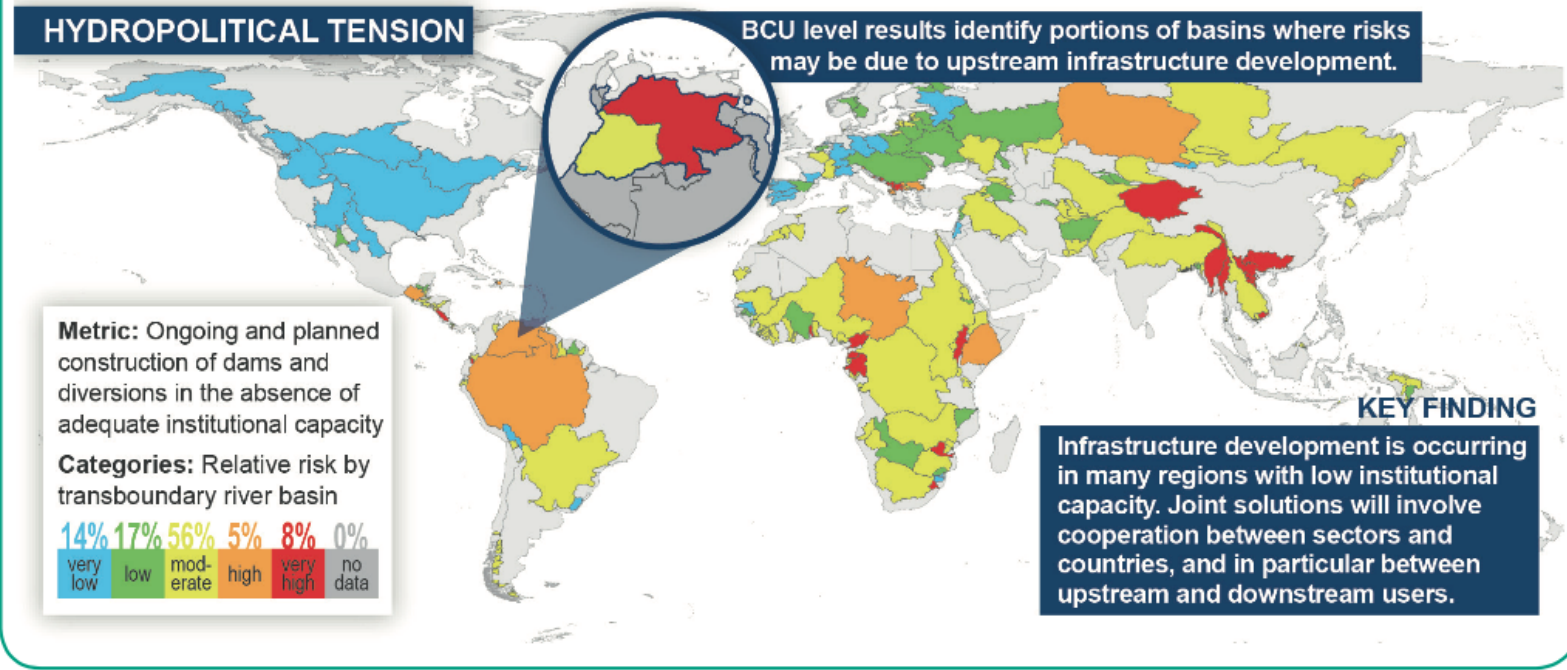 HYDROPOLITICAL TENSION
BCU level results identify portions of basins where risks
may be due to upstream infrastructure development.
Metric: Ongoing and planned
construction of dams and
diversions in the absence of
adequate institutional capacity
Categories: Relative risk by
transboundary river basin
14% 17% 56% 5% 8% 0%
very low low mod-erate high very high no data
KEY FINDING
Infrastructure development is occurring
in many regions with low institutional
capacity. Joint solutions will involve
cooperation between sectors and
countries, and in particular between
upstream and downstream users.